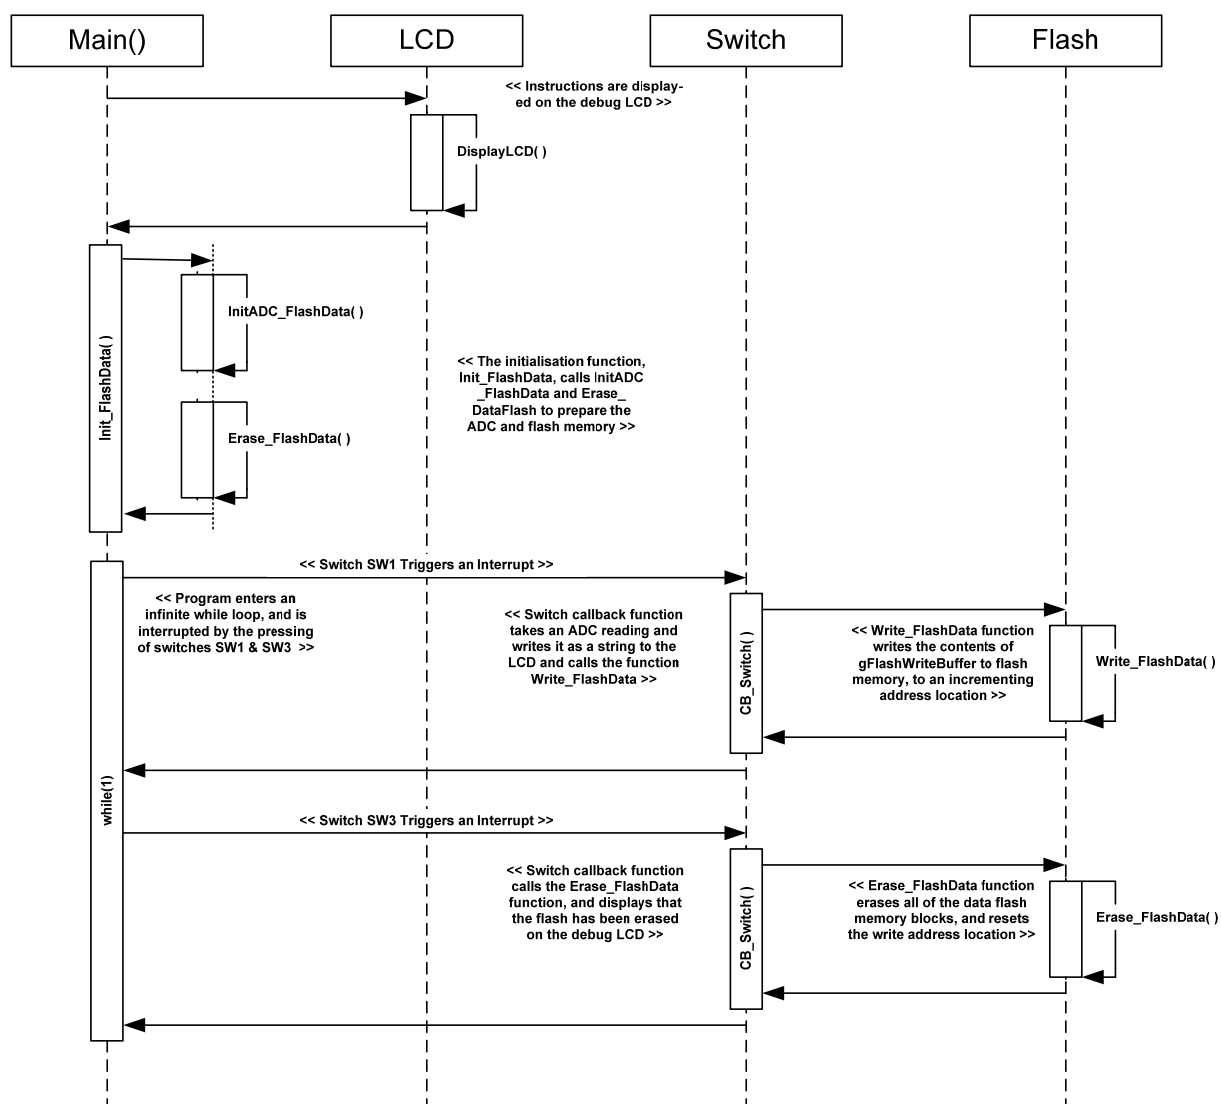 Main()
LCD
Switch
Flash
<< Instructions are display-
ed on the debug LCD >>
DisplayLCD( )
Init_FlashData( )
InitADC_FlashData( )
Erase_FlashData( )
<< The initialisation function,
Init_FlashData, calls InitADC
_FlashData and Erase_
DataFlash to prepare the
ADC and flash memory >>
while(1)
<< Switch SW1 Triggers an Interrupt >>
<< Program enters an
infinite while loop, and is
interrupted by the pressing
of switches SW1 & SW3 >>
<< Switch callback function
takes an ADC reading and
writes it as a string to the
LCD and calls the function
Write_FlashData >>
CB_Switch( )
<< Write_FlashData function
writes the contents of
gFlashWriteBuffer to flash
memory, to an incrementing
address location >>
Write_FlashData( )
<< Switch SW3 Triggers an Interrupt >>
<< Switch callback function
calls the Erase_FlashData
function, and displays that
the flash has been erased
on the debug LCD >>
CB_Switch( )
<< Erase_FlashData function
erases all of the data flash
memory blocks, and resets
the write address location >>
Erase_FlashData( )